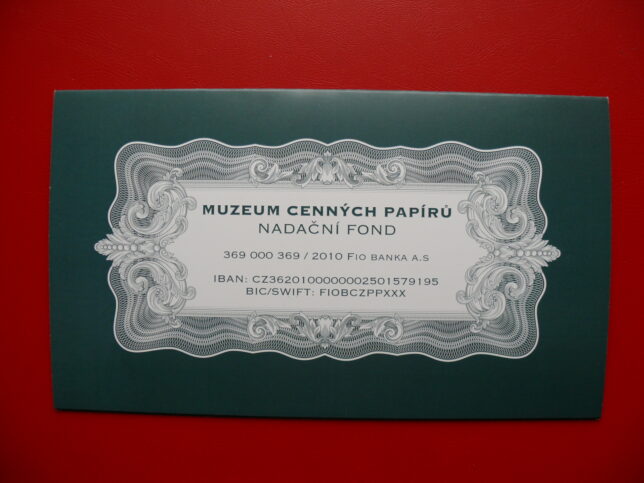 MUZEUM CENNÝCH PAPÍRŮ
NADAČNÍ FOND
369 000 369 / 2010 FIO BANKA A.S
IBAN: CZ3620100000002501579195
BIC/SWIFT: FIOBCZPPXXX